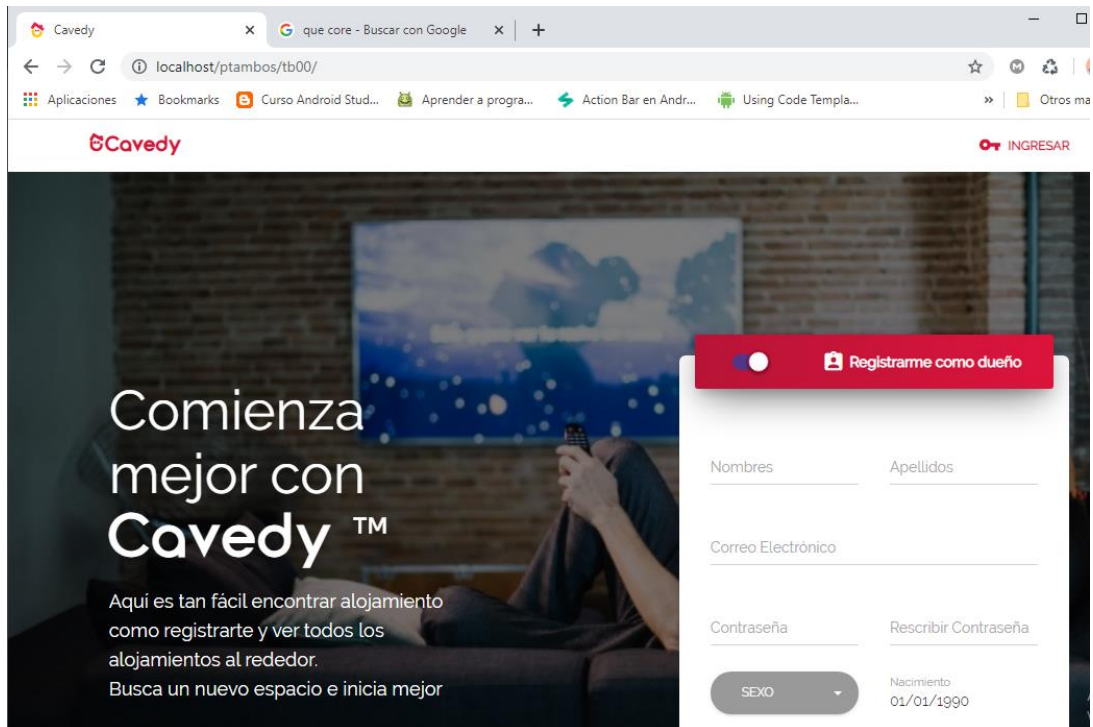 Cavedy
que core - Buscar con Google
localhost/ptambos/tb00/
Aplicaciones
Bookmarks
Curso Android Stud...
Aprender a progra...
Action Bar en Andr...
Using Code Templa...
»
Otros ma
Cavedy
INGRESAR
Registrarme como dueño
Comienza
mejor con
Cavedy ™
Aquí es tan fácil encontrar alojamiento
como registrarte y ver todos los
alojamientos al rededor.
Busca un nuevo espacio e inicia mejor
Nombres
Apellidos
Correo Electrónico
Contraseña
Rescribir Contraseña
SEXO
Nacimiento
01/01/1990